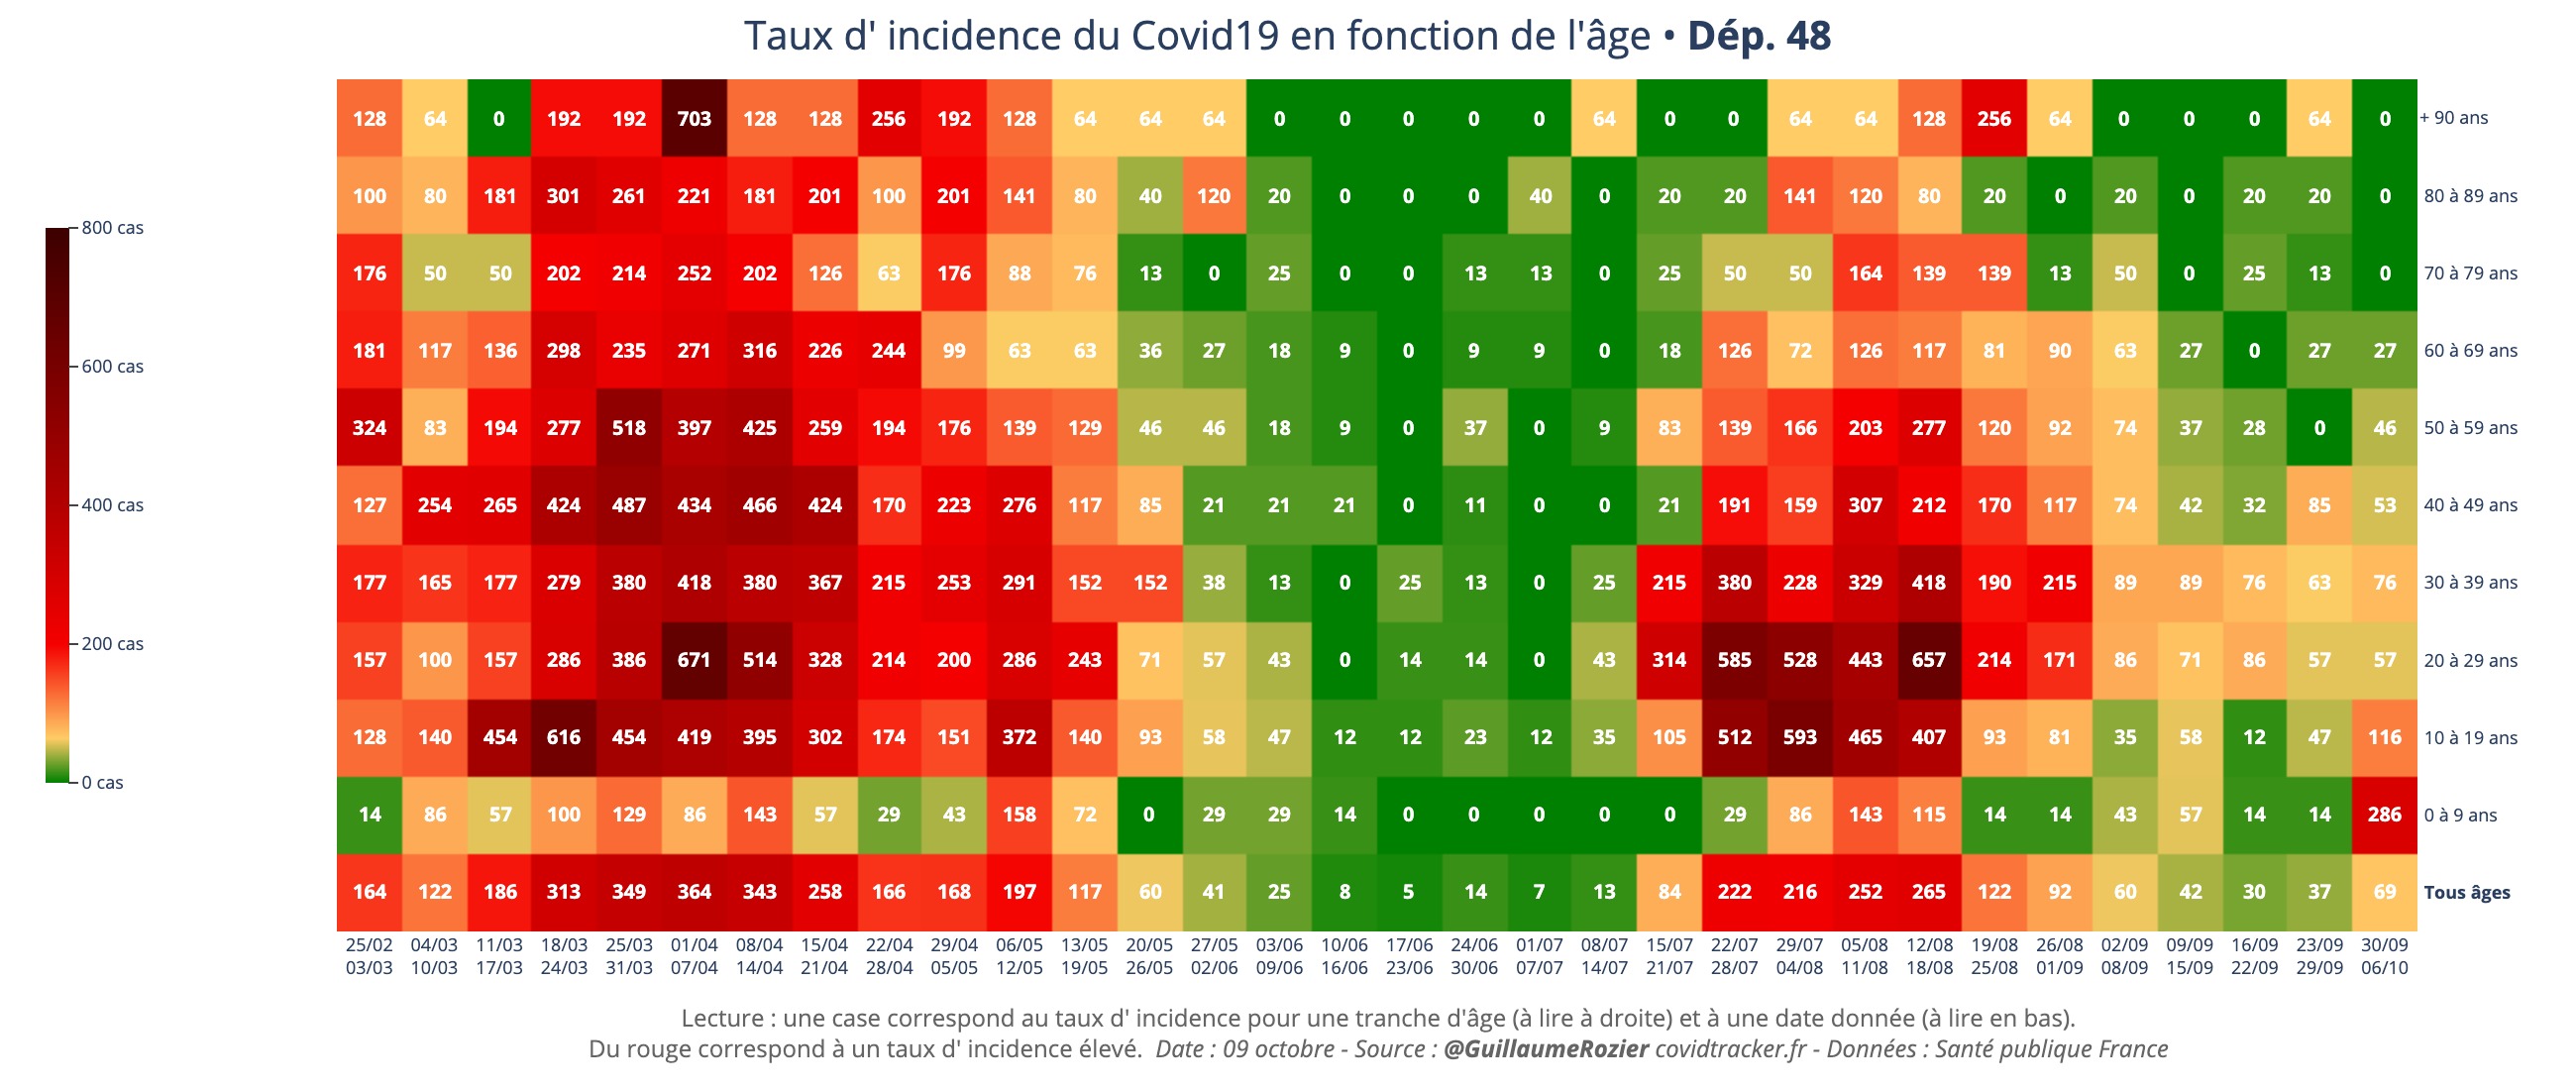 Taux d' incidence du Covid19 en fonction de l'âge • Dép. 48
128 64 0 192 192 703 128 128 256 192 128 64 64 64 0 0 0 0 0 64 0 0 64 64 128 256 64 0 0 0 64 0 + 90 ans
100 80 181 301 261 221 181 201 100 201 141 80 40 120 20 0 0 0 40 0 20 20 141 120 80 20 0 20 0 20 20 0 80 à 89 ans
800 cas
176 50 50 202 214 252 202 126 63 176 88 76 13 0 25 0 0 13 13 0 25 50 50 164 139 139 13 50 0 25 13 0 70 à 79 ans
181 117 136 298 235 271 316 226 244 99 63 63 36 27 18 9 0 9 9 0 18 126 72 126 117 81 90 63 27 0 27 27 60 à 69 ans
600 cas
324 83 194 277 518 397 425 259 194 176 139 129 46 46 18 9 0 37 0 9 83 139 166 203 277 120 92 74 37 28 0 46 50 à 59 ans
400 cas
127 254 265 424 487 434 466 424 170 223 276 117 85 21 21 21 0 11 0 0 21 191 159 307 212 170 117 74 42 32 85 53 40 à 49 ans
177 165 177 279 380 418 380 367 215 253 291 152 152 38 13 0 25 13 0 25 215 380 228 329 418 190 215 89 89 76 63 76 30 à 39 ans
200 cas
157 100 157 286 386 671 514 328 214 200 286 243 71 57 43 0 14 14 0 43 314 585 528 443 657 214 171 86 71 86 57 57 20 à 29 ans
128 140 454 616 454 419 395 302 174 151 372 140 93 58 47 12 12 23 12 35 105 512 593 465 407 93 81 35 58 12 47 116 10 à 19 ans
0 cas
14 86 57 100 129 86 143 57 29 43 158 72 0 29 29 14 0 0 0 0 0 29 86 143 115 14 14 43 57 14 14 286 0 à 9 ans
164 122 186 313 349 364 343 258 166 168 197 117 60 41 25 8 5 14 7 13 84 222 216 252 265 122 92 60 42 30 37 69 Tous âges
25/02 04/03 11/03 18/03 25/03 01/04 08/04 15/04 22/04 29/04 06/05 13/05 20/05 27/05 03/06 10/06 17/06 24/06 01/07 08/07 15/07 22/07 29/07 05/08 12/08 19/08 26/08 02/09 09/09 16/09 23/09 30/09
03/03 10/03 17/03 24/03 31/03 07/04 14/04 21/04 28/04 05/05 12/05 19/05 26/05 02/06 09/06 16/06 23/06 30/06 07/07 14/07 21/07 28/07 04/08 11/08 18/08 25/08 01/09 08/09 15/09 22/09 29/09 06/10
Lecture : une case correspond au taux d' incidence pour une tranche d'âge (à lire à droite) et à une date donnée (à lire en bas).
Du rouge correspond à un taux d' incidence élevé. Date : 09 octobre - Source : @GuillaumeRozier covidtracker.fr - Données : Santé publique France